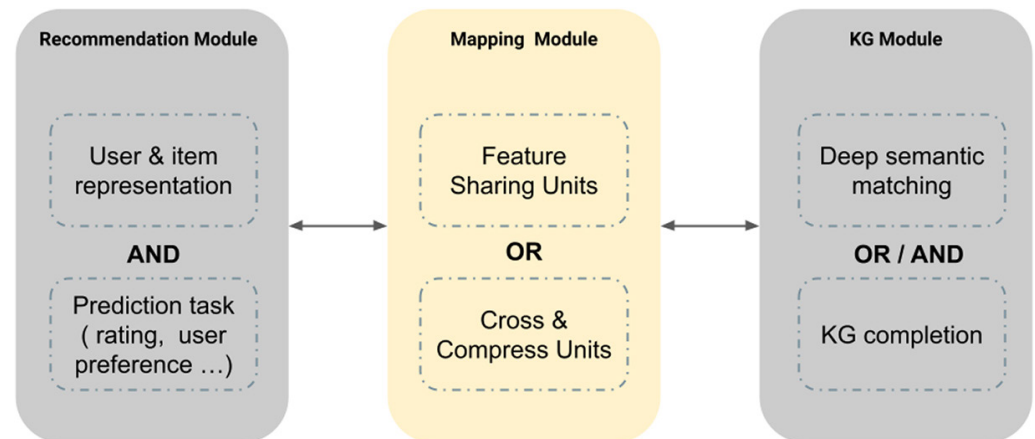 Recommendation Module
User & item
representation
AND
Prediction task
( rating, user
preference ...)
Mapping Module
Feature
Sharing Units
OR
Cross &
Compress Units
KG Module
Deep semantic
matching
OR / AND
KG completion